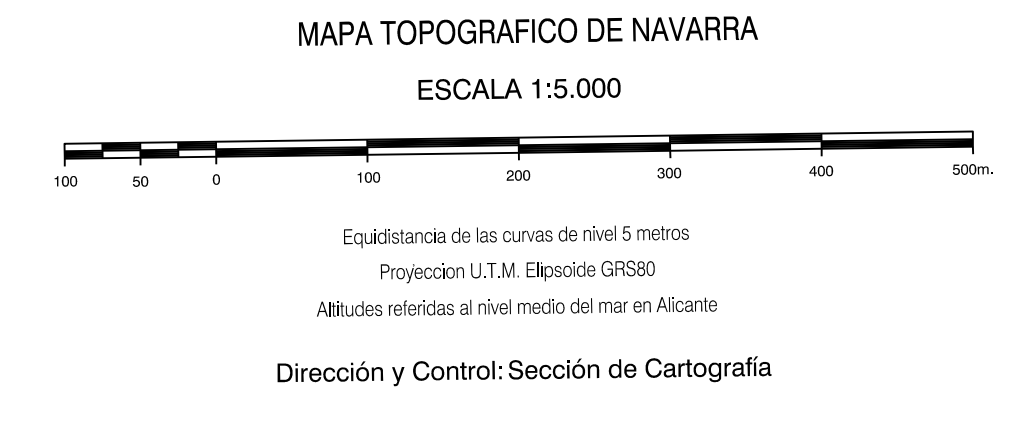 MAPA TOPOGRAFICO DE NAVARRA
ESCALA 1:5.000
100 50 0 100 200 300 400 500m.
Equidistancia de las curvas de nivel 5 metros
Proyeccion U.T.M. Elipsoide GRS80
Altitudes referidas al nivel medio del mar en Alicante
Dirección y Control: Sección de Cartografía